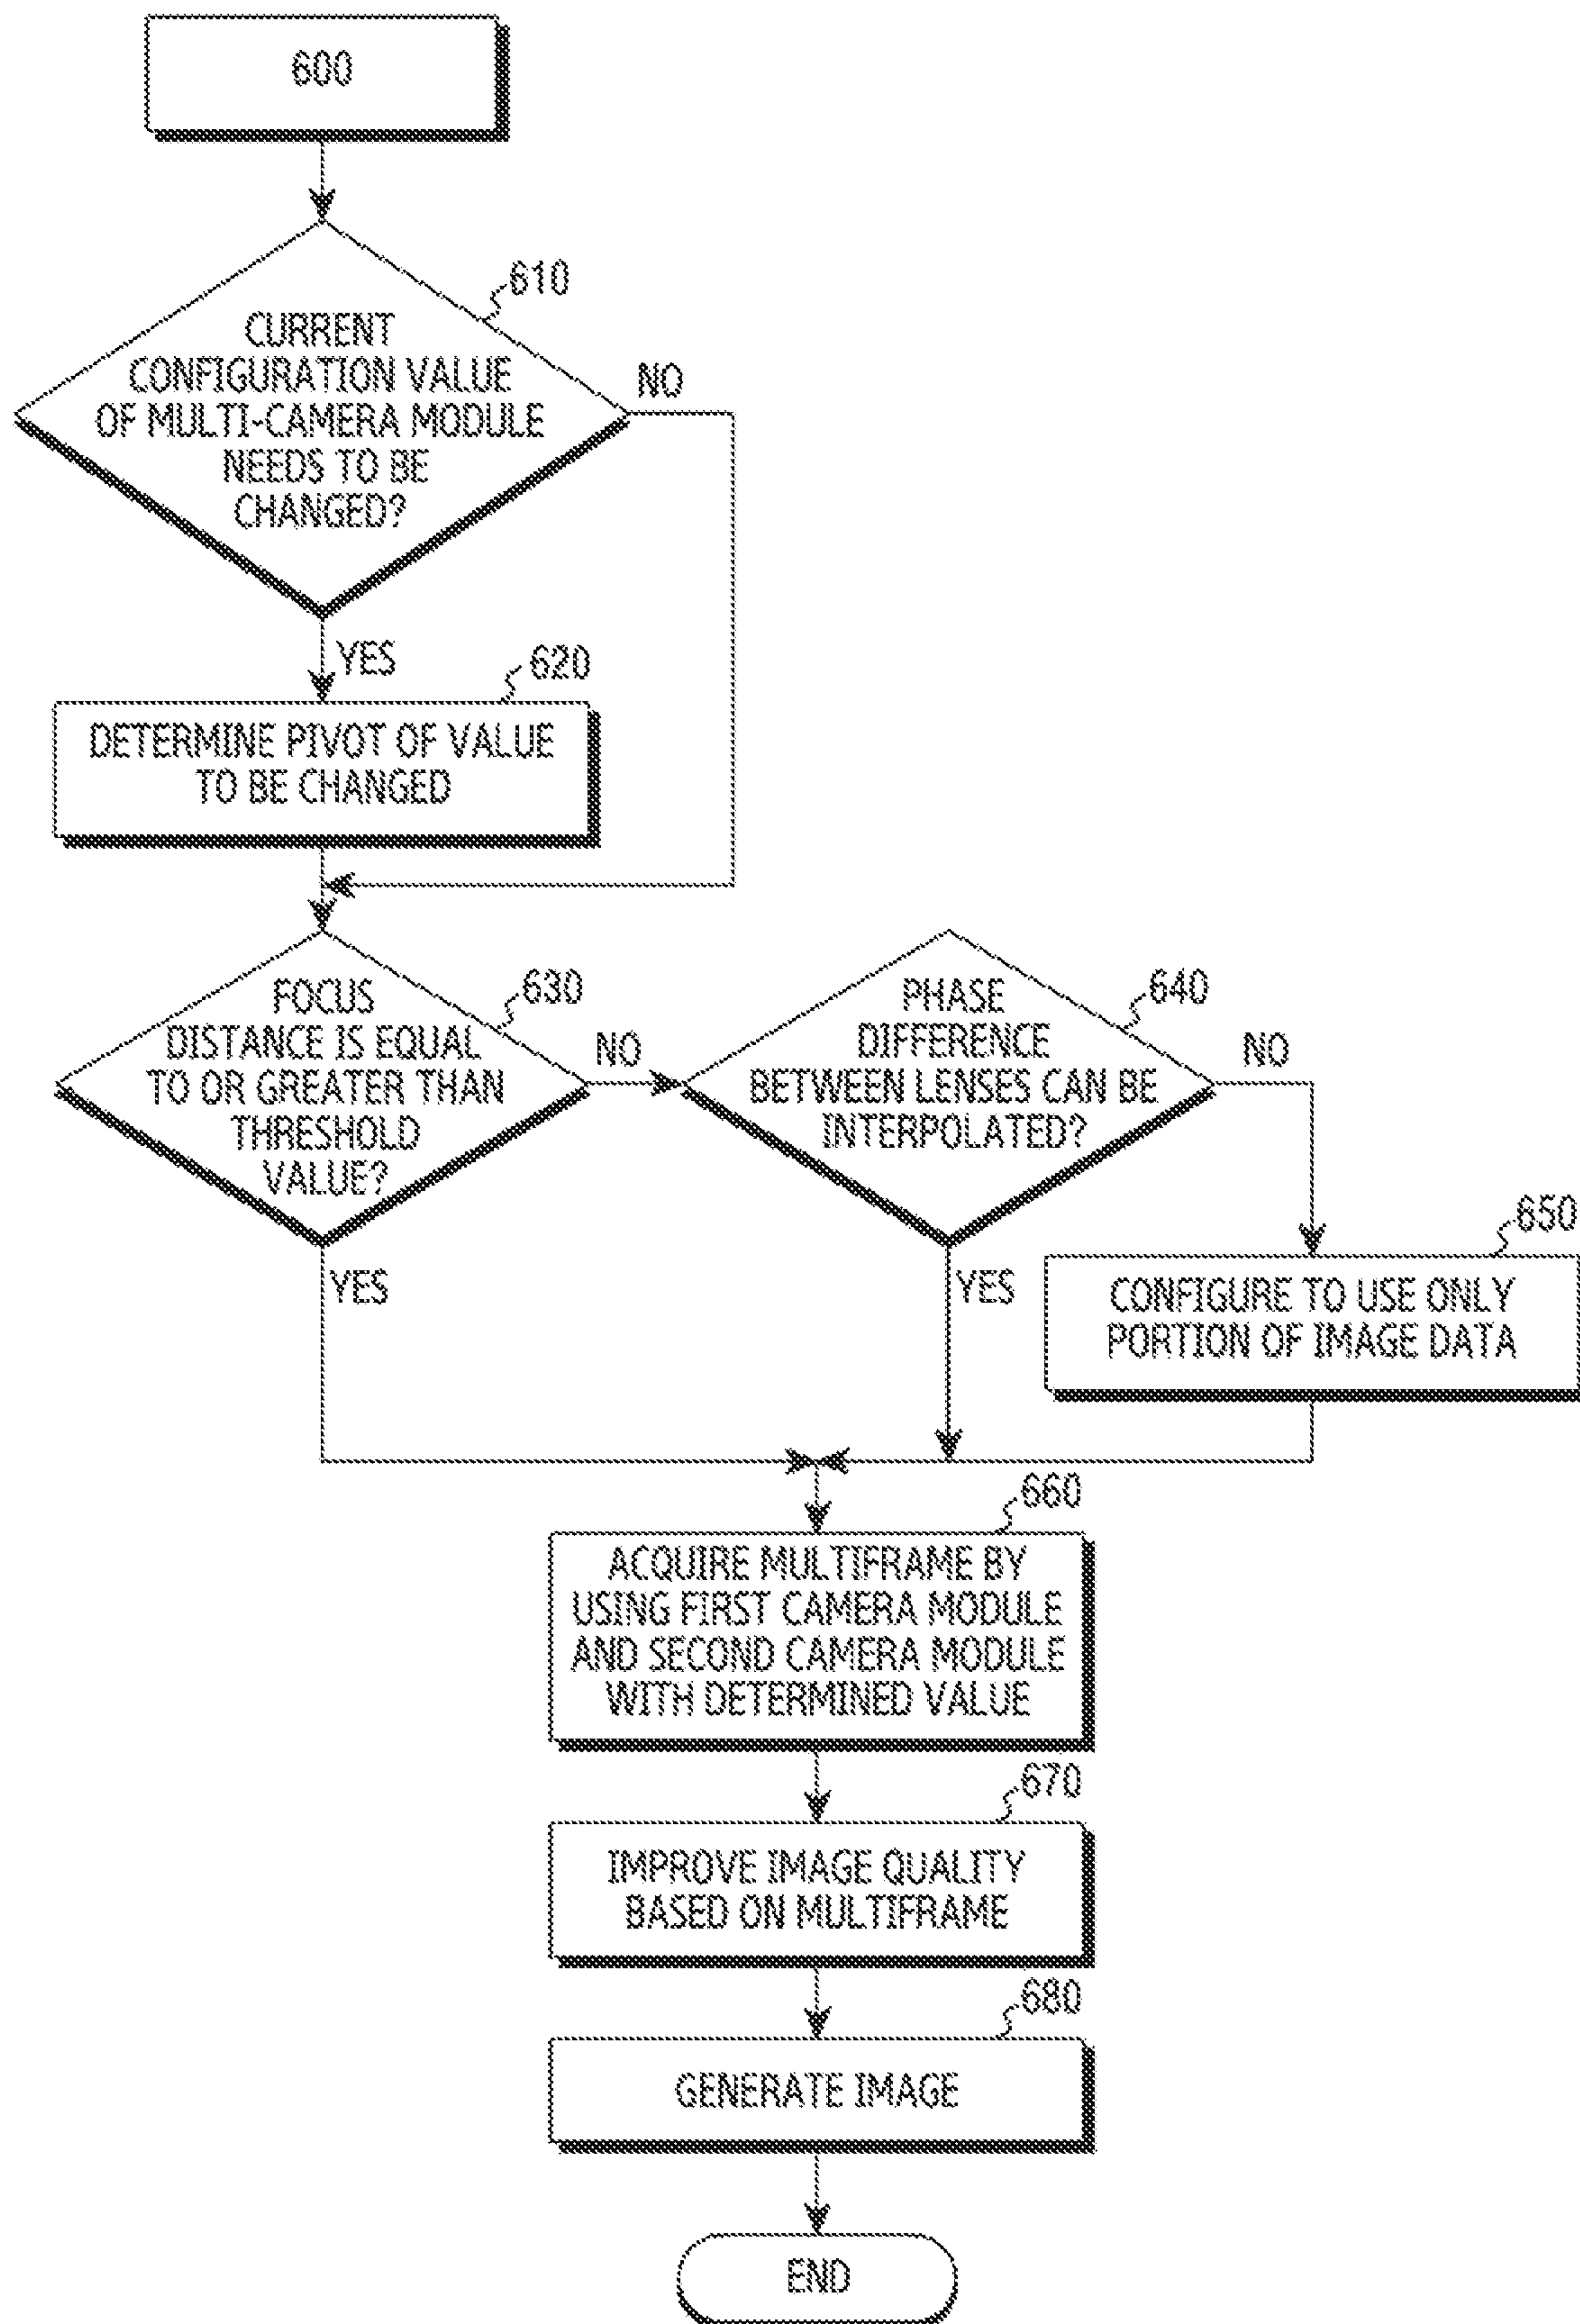 600
610
CURRENT
CONFIGURATION VALUE
OF MULTI-CAMERA MODULE
NEEDS TO BE
CHANGED?
NO
YES
620
DETERMINE PIVOT OF VALUE
TO BE CHANGED
630
FOCUS
DISTANCE IS EQUAL
TO OR GREATER THAN
THRESHOLD
VALUE?
NO
YES
640
PHASE
DIFFERENCE
BETWEEN LENSES CAN BE
INTERPOLATED?
NO
YES
650
CONFIGURE TO USE ONLY
PORTION OF IMAGE DATA
660
ACQUIRE MULTIFRAME BY
USING FIRST CAMERA MODULE
AND SECOND CAMERA MODULE
WITH DETERMINED VALUE
670
IMPROVE IMAGE QUALITY
BASED ON MULTIFRAME
680
GENERATE IMAGE
END